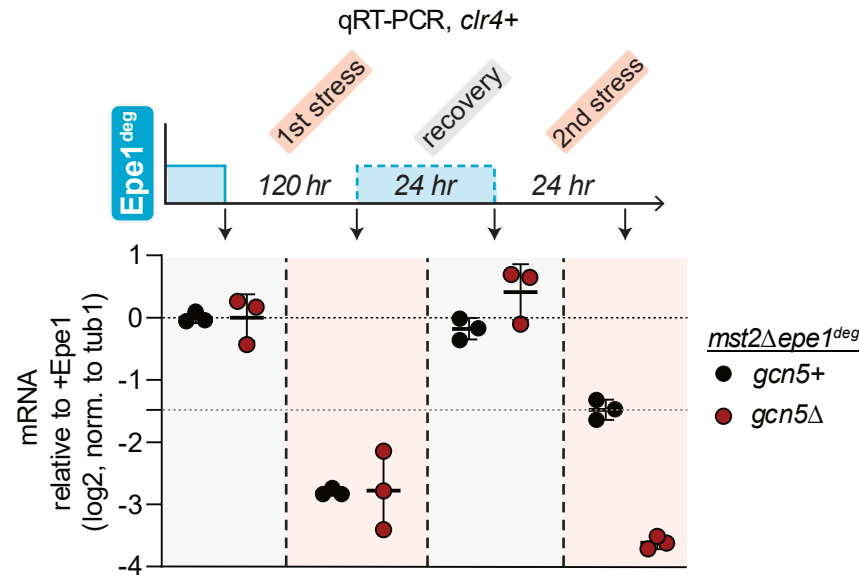 qRT-PCR, clr4+
1st stress
recovery
2nd stress
Epe1deg
120 hr
24 hr
24 hr
1
0
-1
-2
-3
-4
mRNA
relative to +Epe1
(log2, norm. to tub1)
mst2Δepe1deg
gcn5+
gcn5Δ